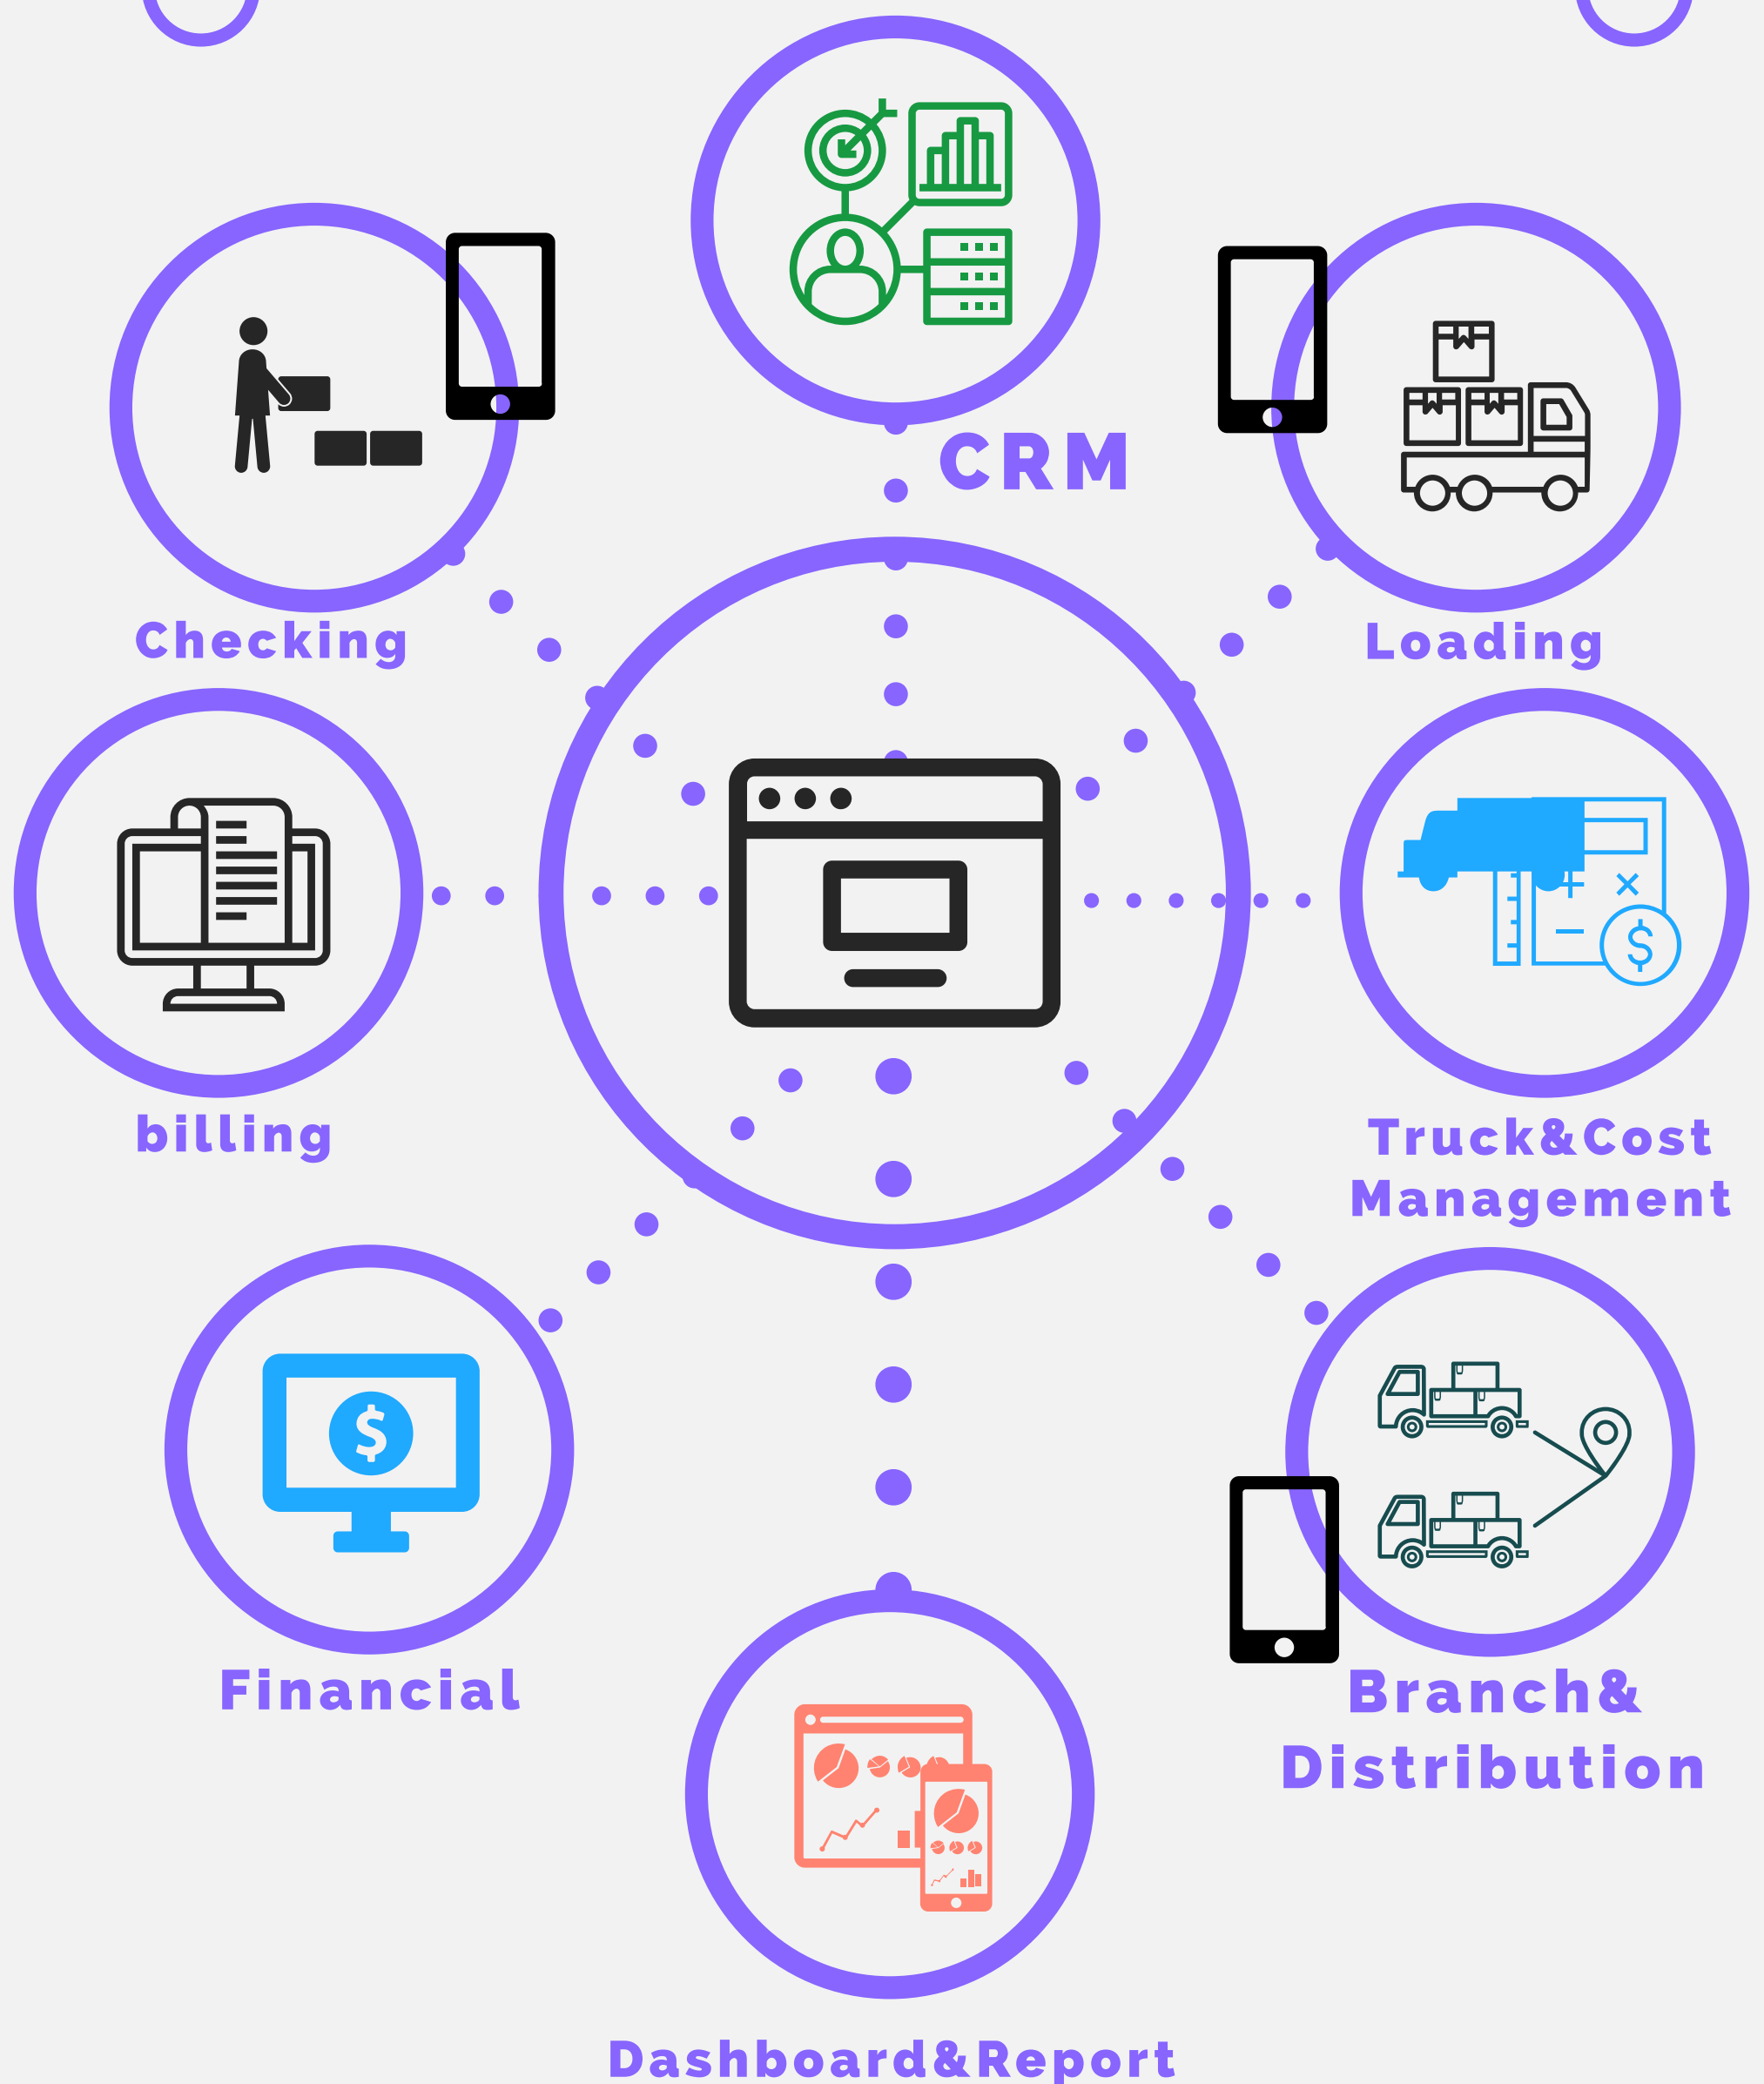 CRM
Checking
Loading
billing
Truck&Cost
Management
Financial
Branch&
Distribution
Dashboard&Report